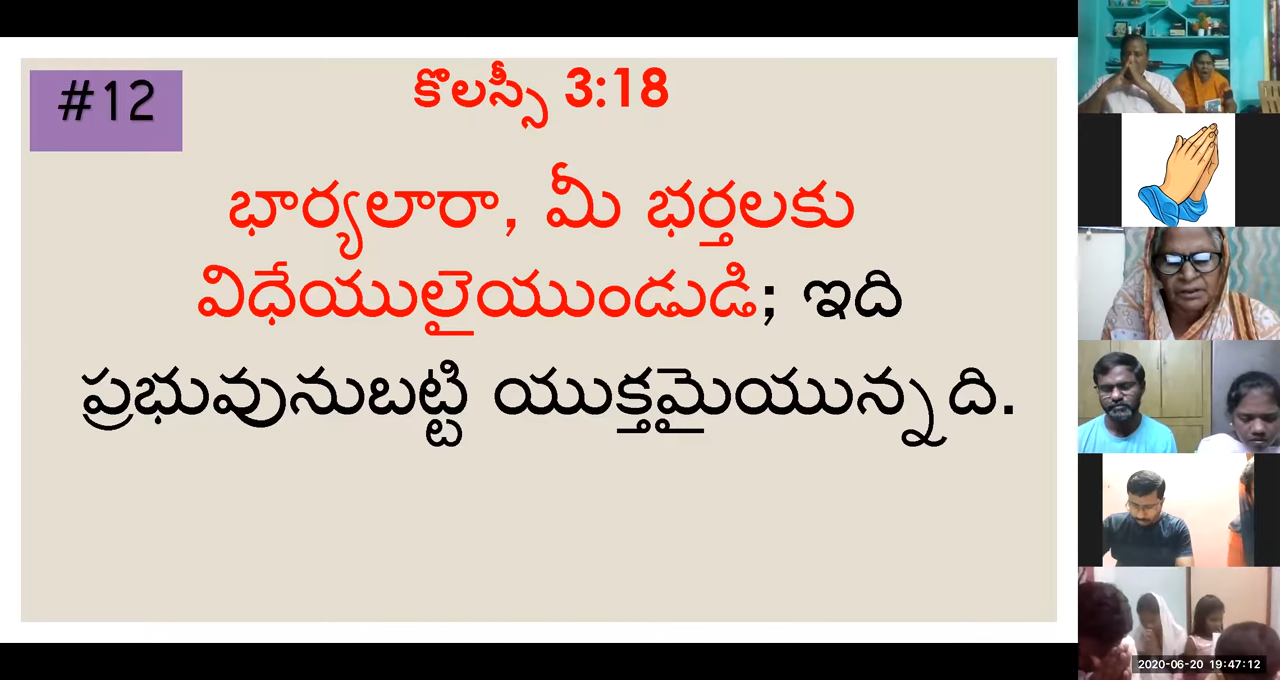 #12
కొలస్సీ 3:18
భార్యలారా, మీ భర్తలకు
విధేయులైయుండుడి; ఇది
ప్రభువునుబట్టి యుక్తమైయున్నది.
2020-06-20 19:47:12